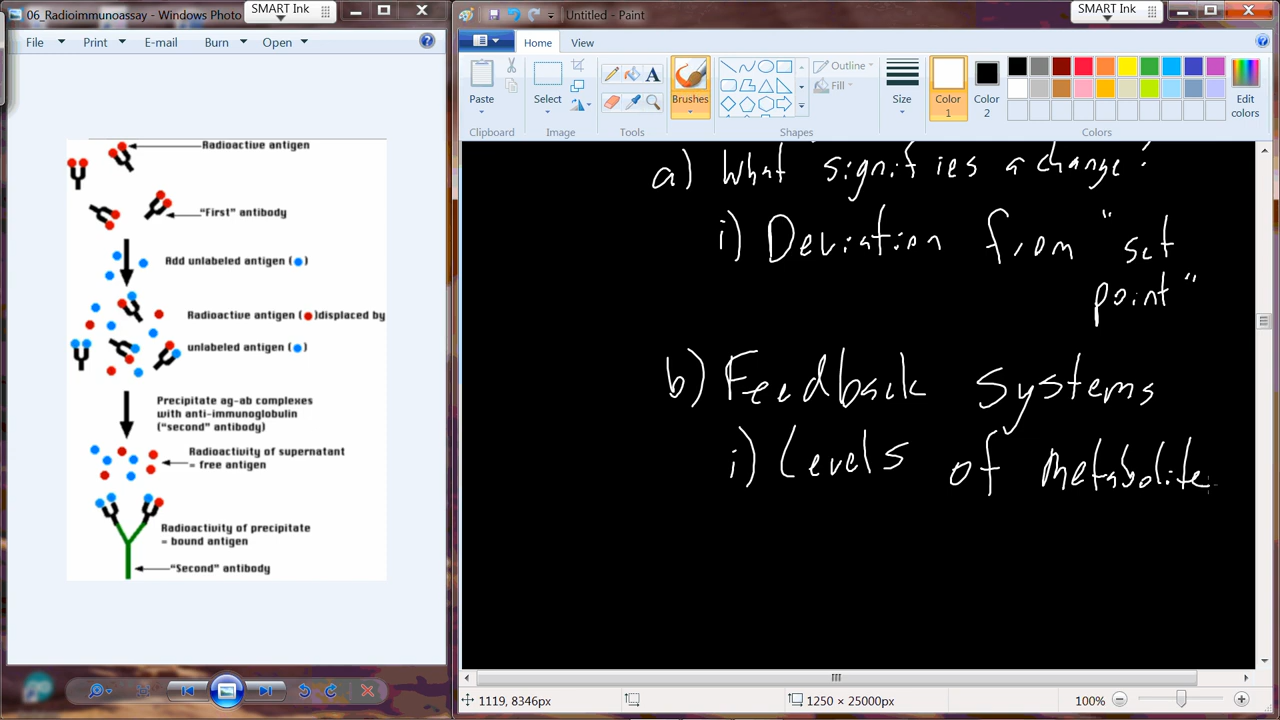 06_Radioimmunoassay - Windows Photo
SMART Ink
File Print E-mail Burn Open
Radioactive antigen
"First" antibody
Add unlabeled antigen ( )
Radioactive antigen ( )displaced by
unlabeled antigen ( )
Precipitate ag-ab complexes
with anti-immunoglobulin
("second" antibody)
Radioactivity of supernatant
= free antigen
Radioactivity of precipitate
= bound antigen
"Second" antibody
Untitled - Paint
SMART Ink
Home View
Paste
Select
A
Brushes
Outline
Fill
Size
Color
1
Color
2
Edit
colors
Clipboard Image Tools Shapes Colors
a) What signifies a change?
i) Deviation from "set
point"
b) Feedback systems
i) Levels of metabolite
1119, 8346px
1250 × 25000px
100%